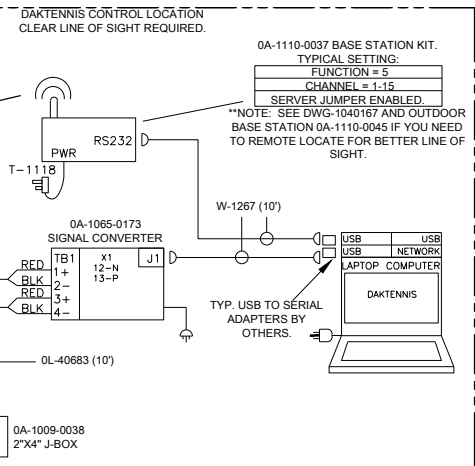 DAKTENNIS CONTROL LOCATION
CLEAR LINE OF SIGHT REQUIRED.
0A-1110-0037 BASE STATION KIT.
TYPICAL SETTING:
FUNCTION = 5
CHANNEL = 1-15
SERVER JUMPER ENABLED.
**NOTE: SEE DWG-1040167 AND OUTDOOR
BASE STATION 0A-1110-0045 IF YOU NEED
TO REMOTE LOCATE FOR BETTER LINE OF
SIGHT.
RS232
PWR
T-1118
W-1267 (10')
0A-1065-0173
SIGNAL CONVERTER
TB1
X1
J1
12-N
13-P
RED
1+
BLK
2-
RED
3+
BLK
4-
USB
USB
USB
NETWORK
LAPTOP COMPUTER
DAKTENNIS
TYP. USB TO SERIAL
ADAPTERS BY
OTHERS.
0L-40683 (10')
0A-1009-0038
2"X4" J-BOX